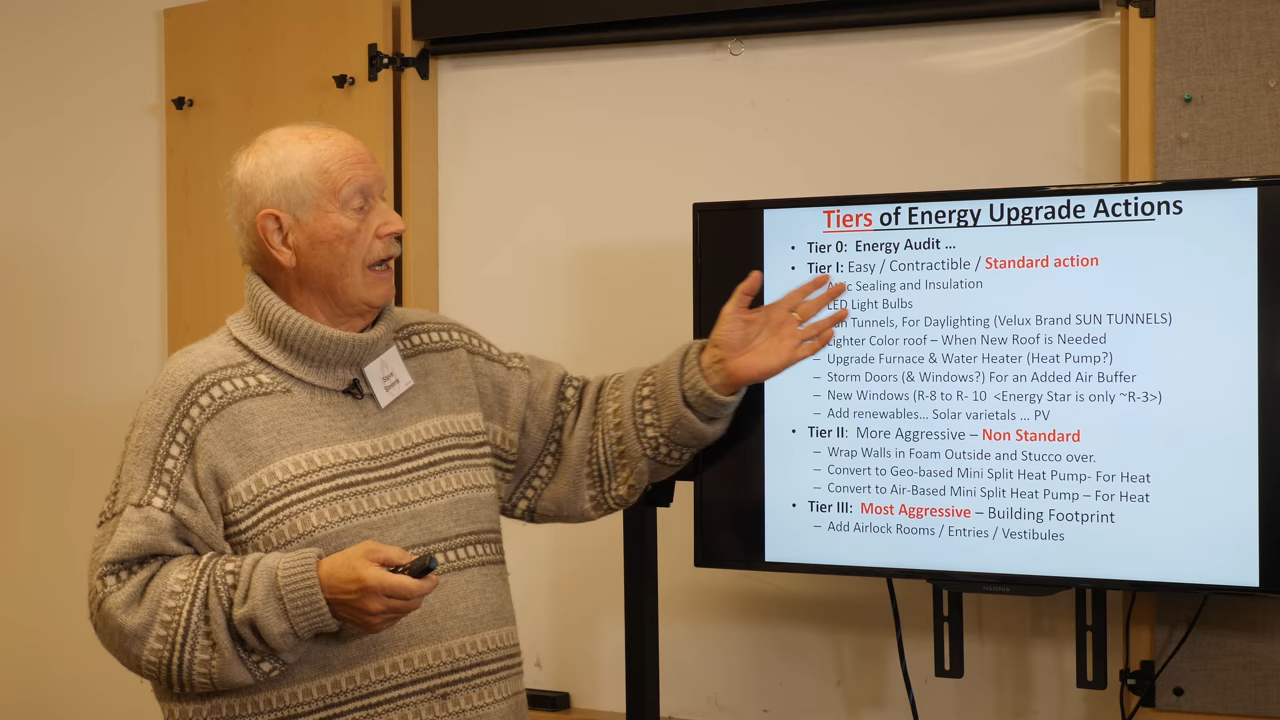 Tiers of Energy Upgrade Actions
• Tier 0: Energy Audit ...
• Tier I: Easy / Contractible / Standard action
Sealing and Insulation
LED Light Bulbs
Tunnels, For Daylighting (Velux Brand SUN TUNNELS)
Lighter Color roof – When New Roof is Needed
– Upgrade Furnace & Water Heater (Heat Pump?)
– Storm Doors (& Windows?) For an Added Air Buffer
– New Windows (R-8 to R- 10 <Energy Star is only ~R-3>)
– Add renewables... Solar varietals ... PV
• Tier II: More Aggressive – Non Standard
– Wrap Walls in Foam Outside and Stucco over.
– Convert to Geo-based Mini Split Heat Pump- For Heat
– Convert to Air-Based Mini Split Heat Pump – For Heat
• Tier III: Most Aggressive – Building Footprint
– Add Airlock Rooms / Entries / Vestibules
INSIGNIA
Steve